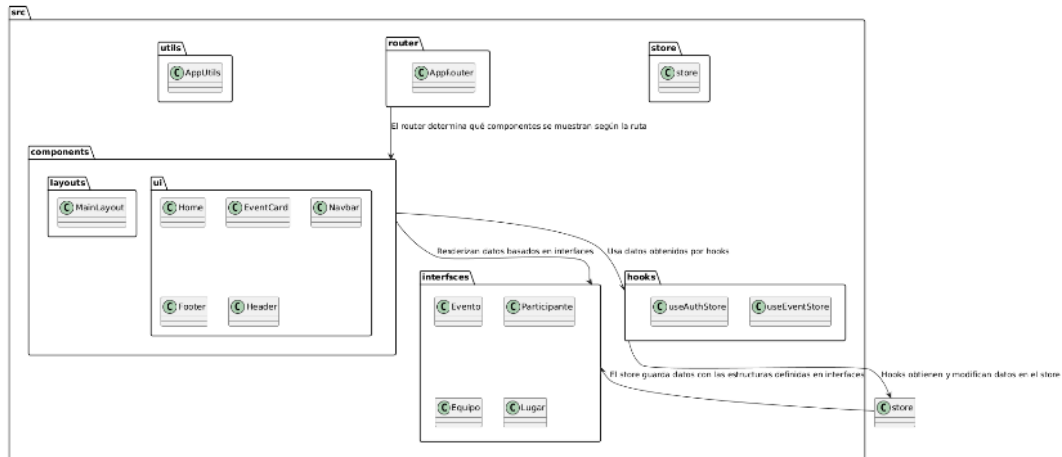 src
utils
AppUtils
router
AppRouter
store
store
El router determina qué componentes se muestran según la ruta
components
layouts
MainLayout
ui
Home
EventCard
Navbar
Footer
Header
Renderizan datos basados en interfaces
Usa datos obtenidos por hooks
interfaces
Evento
Participante
Equipo
Lugar
hooks
useAuthStore
useEventStore
El store guarda datos con las estructuras definidas en interfaces
Hooks obtienen y modifican datos en el store
store